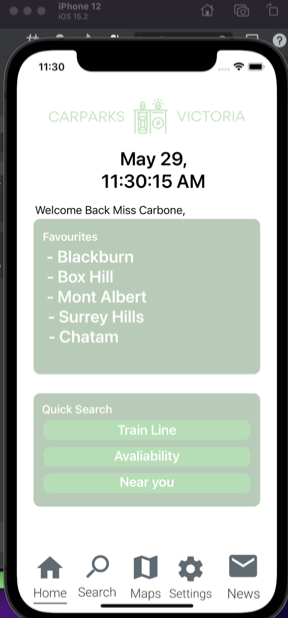 iPhone 12
iOS 15.2
11:30
CARPARKS VICTORIA
P
May 29,
11:30:15 AM
Welcome Back Miss Carbone,
Favourites
- Blackburn
- Box Hill
- Mont Albert
- Surrey Hills
- Chatam
Quick Search
Train Line
Avaliability
Near you
Home Search Maps Settings News